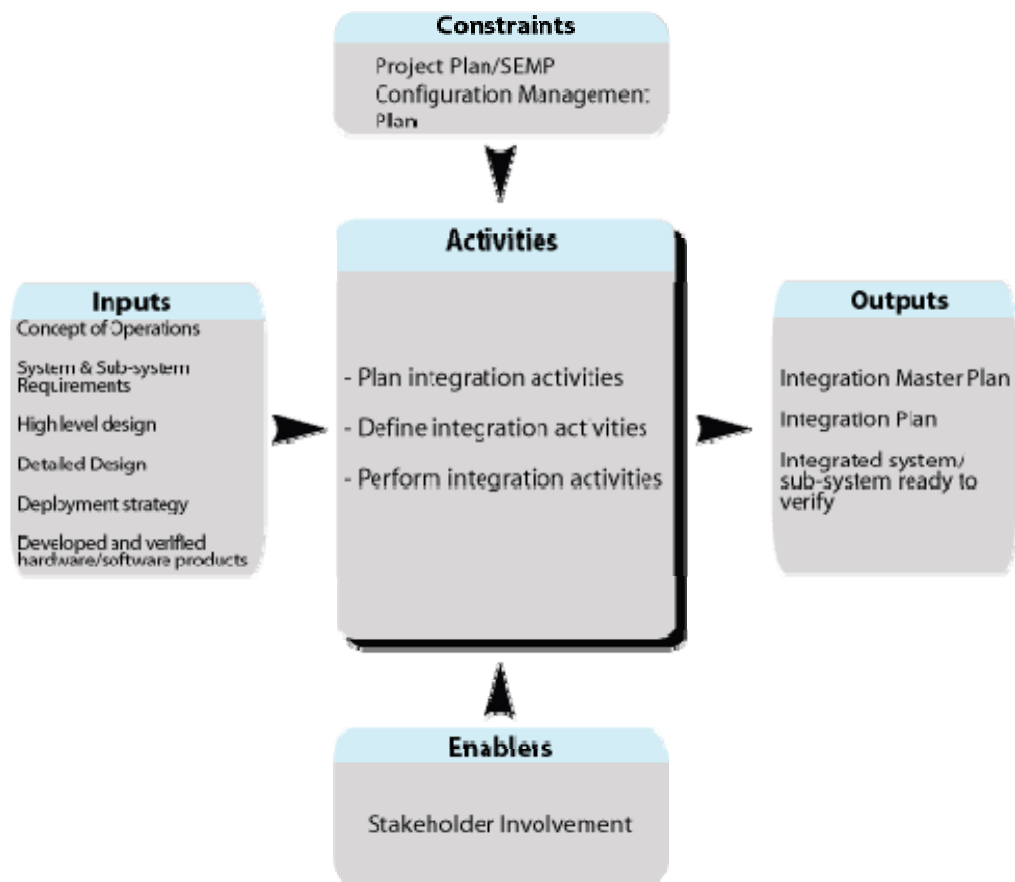 Constraints
Project Plan/SEMP
Configuration Management
Plan
Activities
- Plan integration activities
- Define integration activities
- Perform integration activities
Inputs
Concept of Operations
System & Sub-system
Requirements
High level design
Detailed Design
Deployment strategy
Developed and verified
hardware/software products
Outputs
Integration Master Plan
Integration Plan
Integrated system/
sub-system ready to
verify
Enablers
Stakeholder Involvement